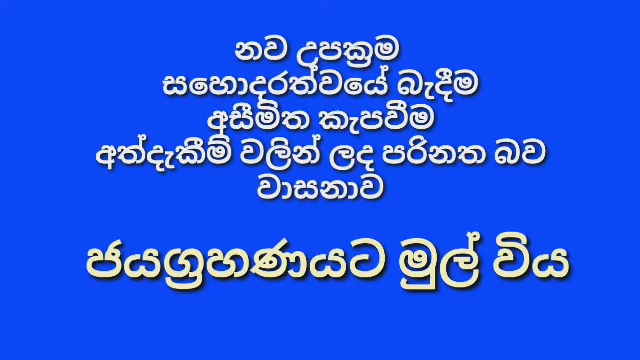 නව උපක්‍රම
සහෝදරත්වයේ බැඳීම
අසීමිත කැපවීම
අත්දැකීම් වලින් ලද පරිනත බව
වාසනාව
ජයග්‍රහණයට මුල් විය